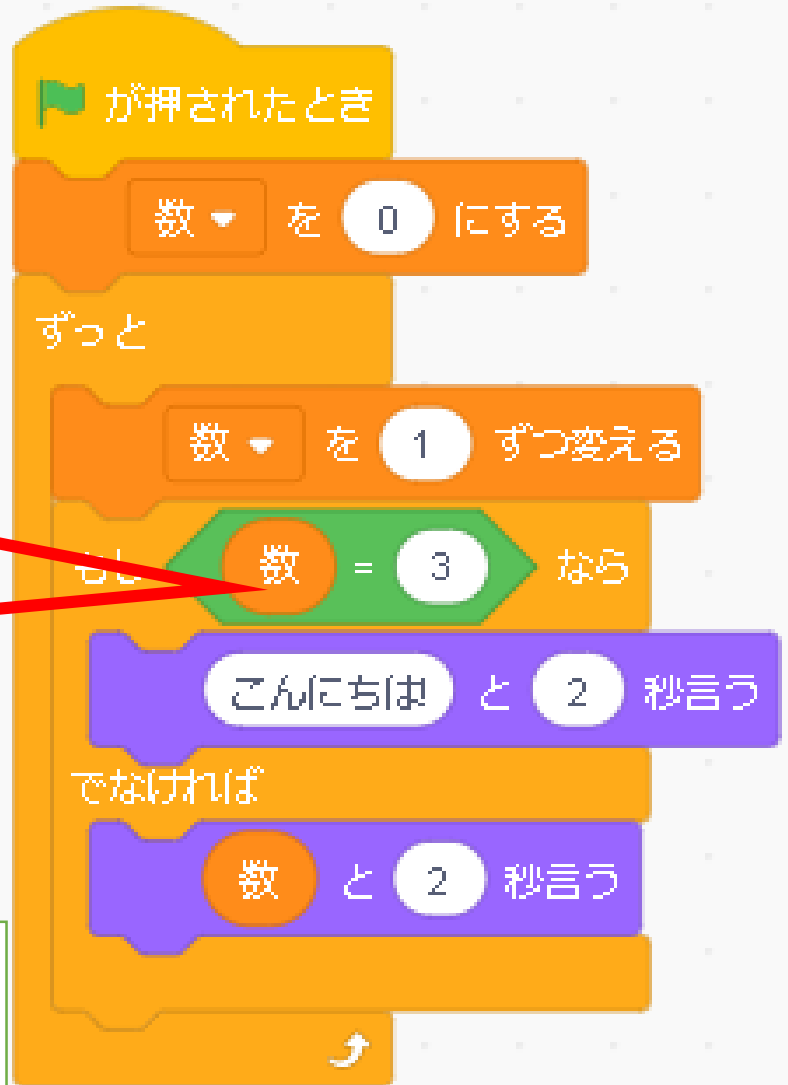 が押されたとき
数 を 0 にする
ずっと
数 を 1 ずつ変える
もし 数 = 3 なら
こんにちは! と 2 秒言う
でなければ
数 と 2 秒言う